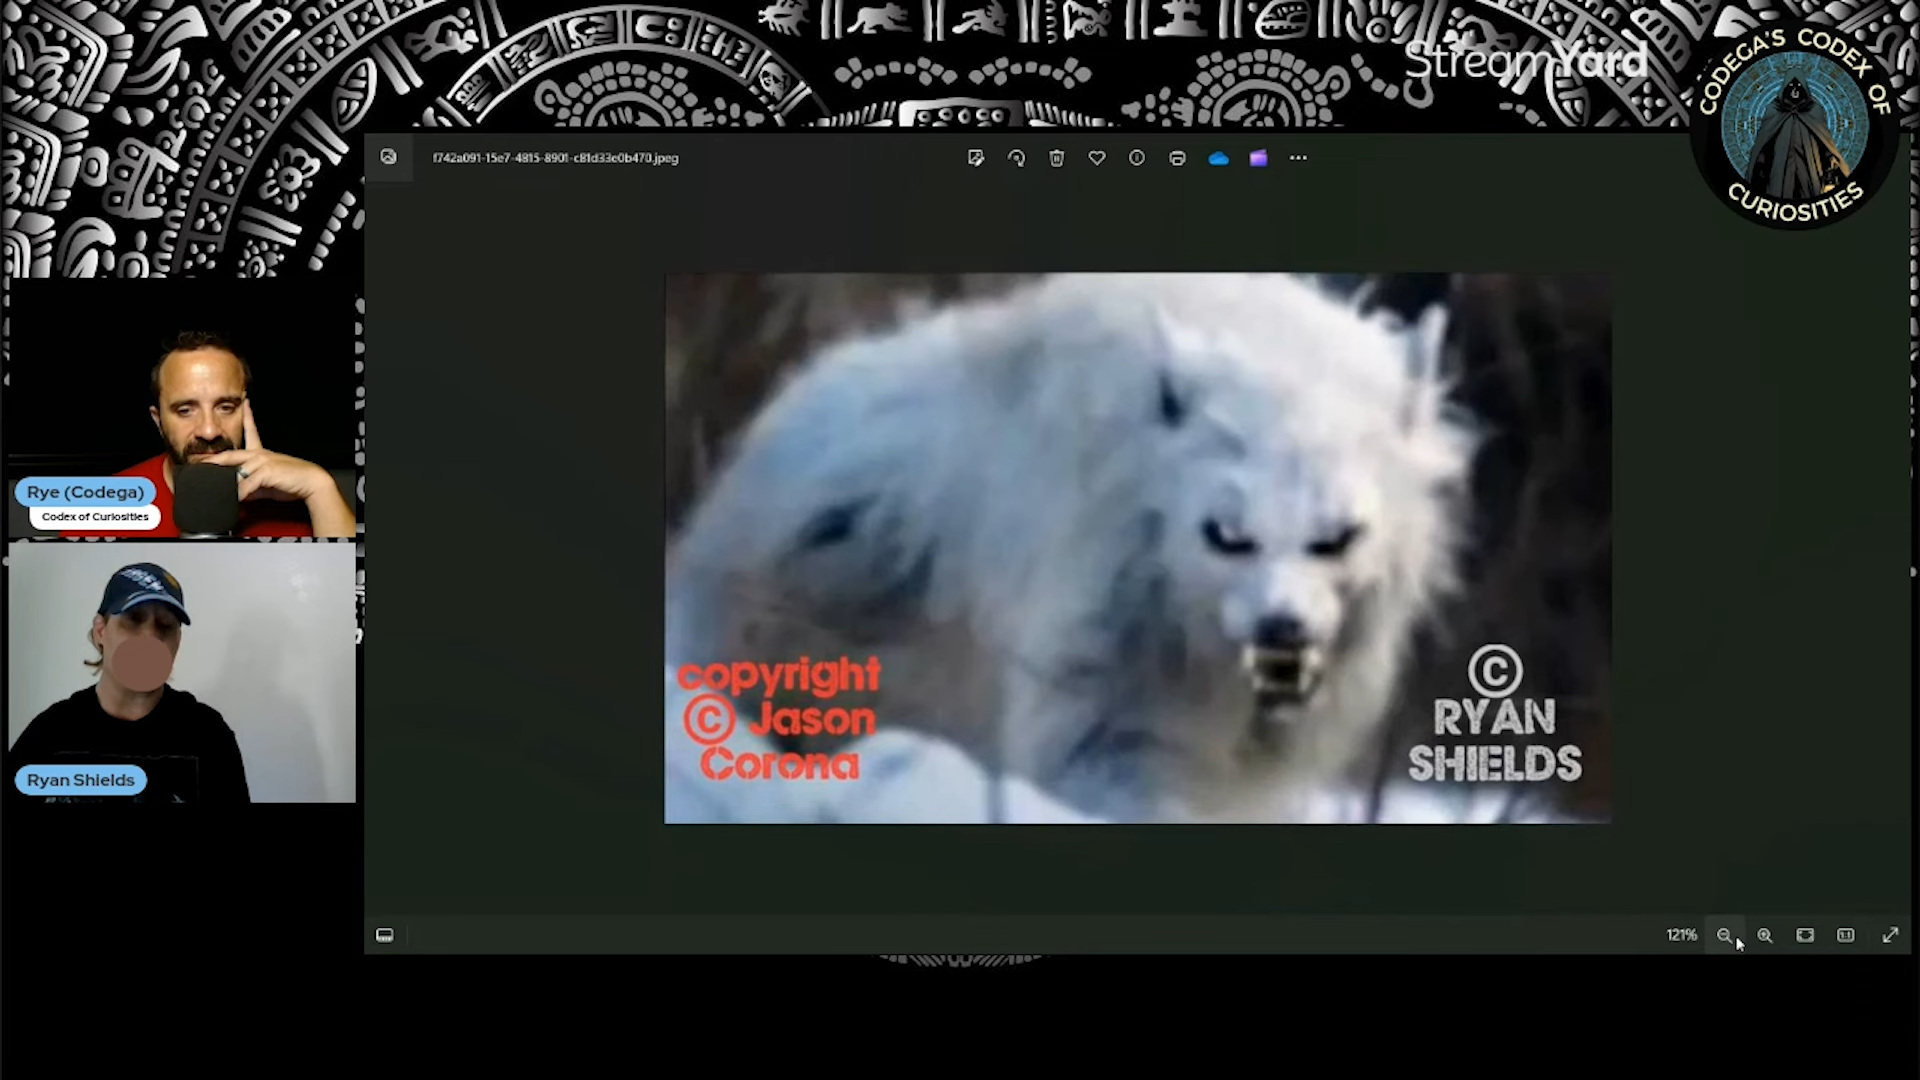 StreamYard
CODEGA'S CODEX OF
CURIOSITIES
f742a091-15e7-4815-8901-c81d33e0b470.jpeg
Rye (Codega)
Codex of Curiosities
Ryan Shields
copyright
© Jason
Corona
©
RYAN
SHIELDS
121%